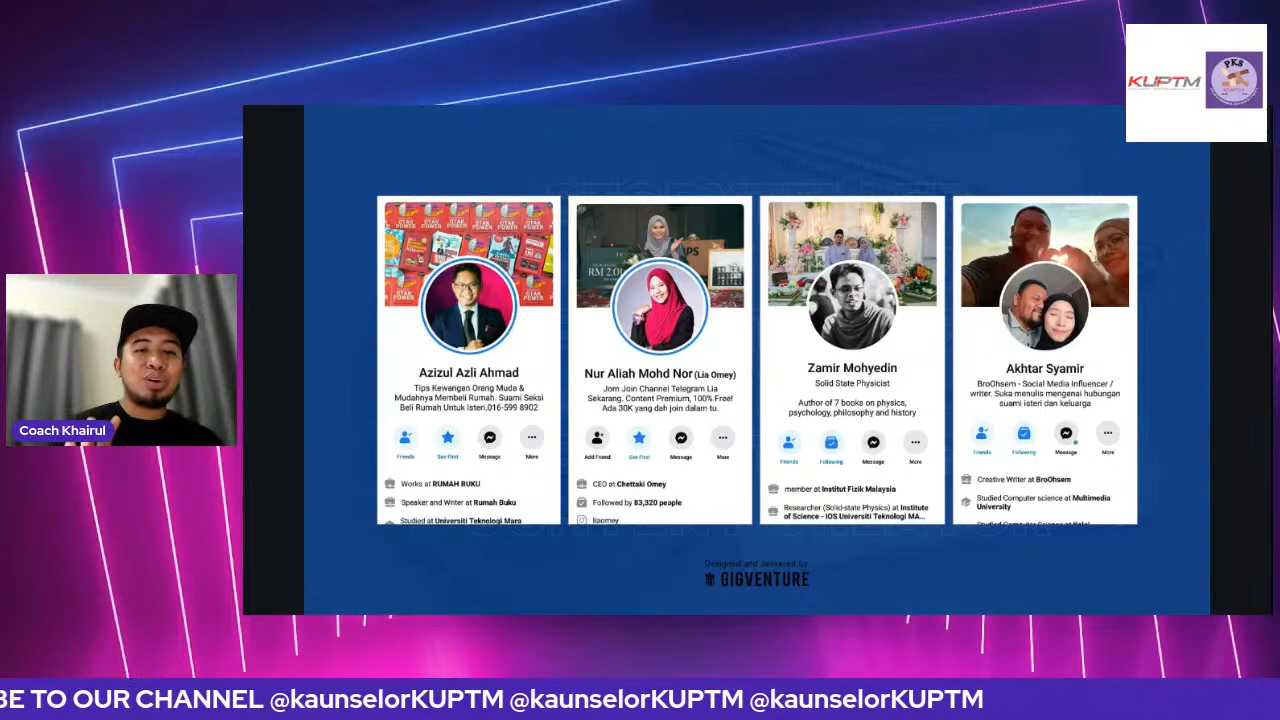 KUPTM
PKS
Azizul Azli Ahmad
Tips Kewangan Orang Muda &
Mudahnya Membeli Rumah. Suami Seksi
Beli Rumah Untuk Isteri.016-599 8902
Friends
See First
Message
More
Works at RUMAH BUKU
Speaker and Writer at Rumah Buku
Studied at Universiti Teknologi Mara
RM 2.0
Nur Aliah Mohd Nor (Lia Omey)
Jom Join Channel Telegram Lia
Sekarang. Content Premium, 100% Free!
Ada 30K yang dah join dalam tu.
Add Friend
See First
Message
More
CEO at Chettaki Omey
Followed by 83,320 people
liaomey
Zamir Mohyedin
Solid State Physicist
Author of 7 books on physics,
psychology, philosophy and history
Friends
Following
Message
More
member at Institut Fizik Malaysia
Researcher (Solid-state Physics) at Institute
of Science - IOS Universiti Teknologi MA...
Akhtar Syamir
BroOhsem - Social Media Influencer /
writer. Suka menulis mengenai hubungan
suami isteri dan keluarga
Friends
Following
Message
More
Creative Writer at BroOhsem
Studied Computer science at Multimedia
University
Coach Khairul
Designed and delivered by
GIGVENTURE
BE TO OUR CHANNEL @kaunselorKUPTM @kaunselorKUPTM @kaunselorKUPTM